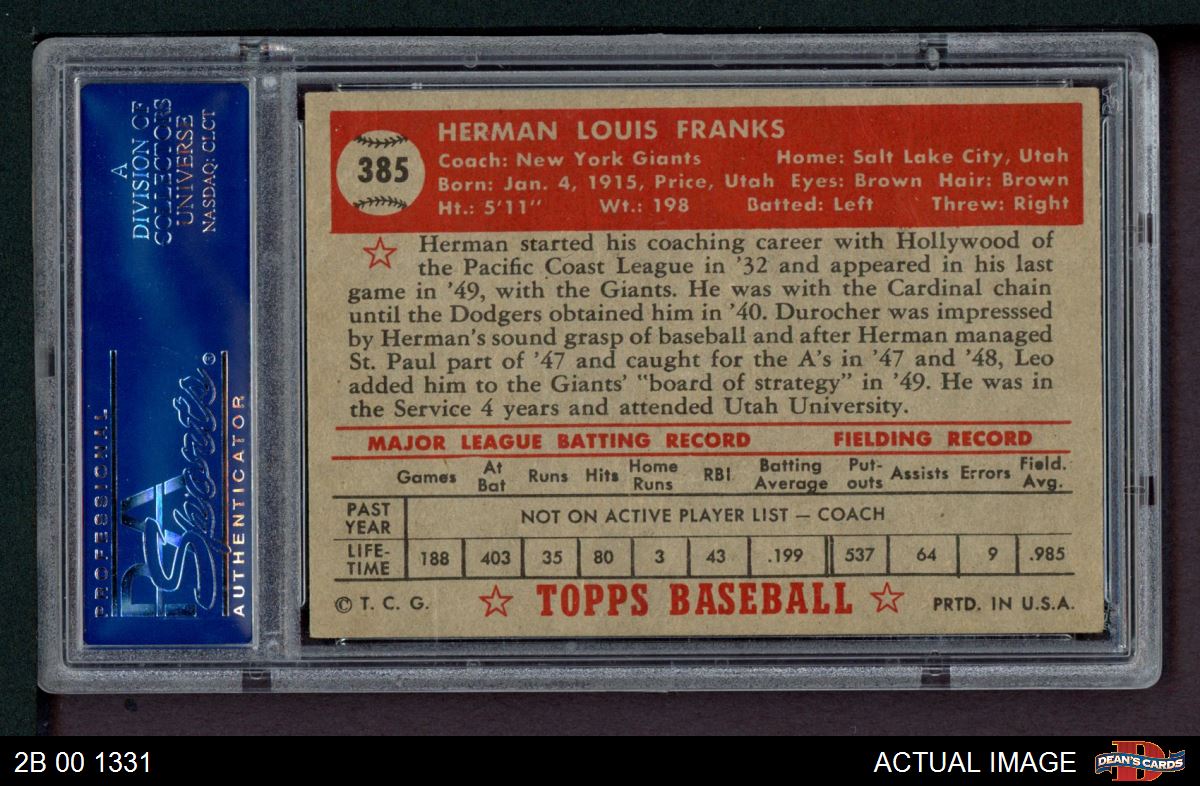 A
DIVISION OF
COLLECTORS
UNIVERSE
NASDAQ: CLCT
PROFESSIONAL
PSA
Sports®
AUTHENTICATOR
385
HERMAN LOUIS FRANKS
Coach: New York Giants Home: Salt Lake City, Utah
Born: Jan. 4, 1915, Price, Utah Eyes: Brown Hair: Brown
Ht.: 5'11" Wt.: 198 Batted: Left Threw: Right
Herman started his coaching career with Hollywood of
the Pacific Coast League in '32 and appeared in his last
game in '49, with the Giants. He was with the Cardinal chain
until the Dodgers obtained him in '40. Durocher was impresssed
by Herman's sound grasp of baseball and after Herman managed
St. Paul part of '47 and caught for the A's in '47 and '48, Leo
added him to the Giants' "board of strategy" in '49. He was in
the Service 4 years and attended Utah University.
MAJOR LEAGUE BATTING RECORD FIELDING RECORD
Games At Bat Runs Hits Home Runs RBI Batting Average Put-outs Assists Errors Field. Avg.
PAST YEAR NOT ON ACTIVE PLAYER LIST — COACH
LIFE-TIME 188 403 35 80 3 43 .199 537 64 9 .985
© T. C. G. TOPPS BASEBALL PRTD. IN U.S.A.
2B 00 1331 ACTUAL IMAGE D DEAN'S CARDS